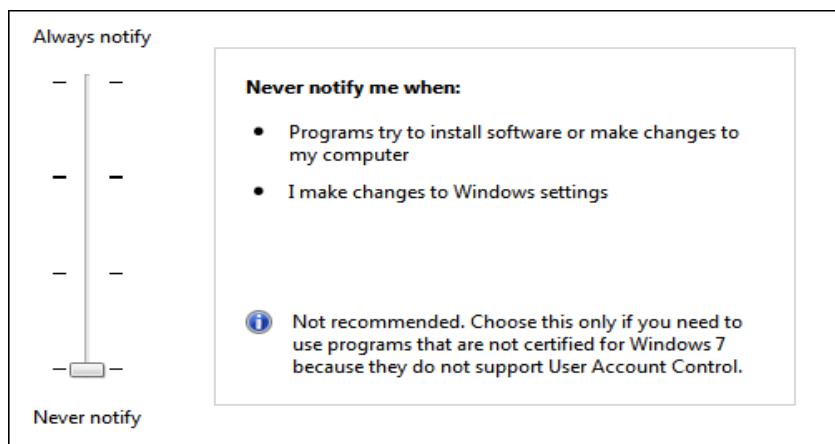 Always notify
Never notify me when:
• Programs try to install software or make changes to
my computer
• I make changes to Windows settings
Not recommended. Choose this only if you need to
use programs that are not certified for Windows 7
because they do not support User Account Control.
Never notify